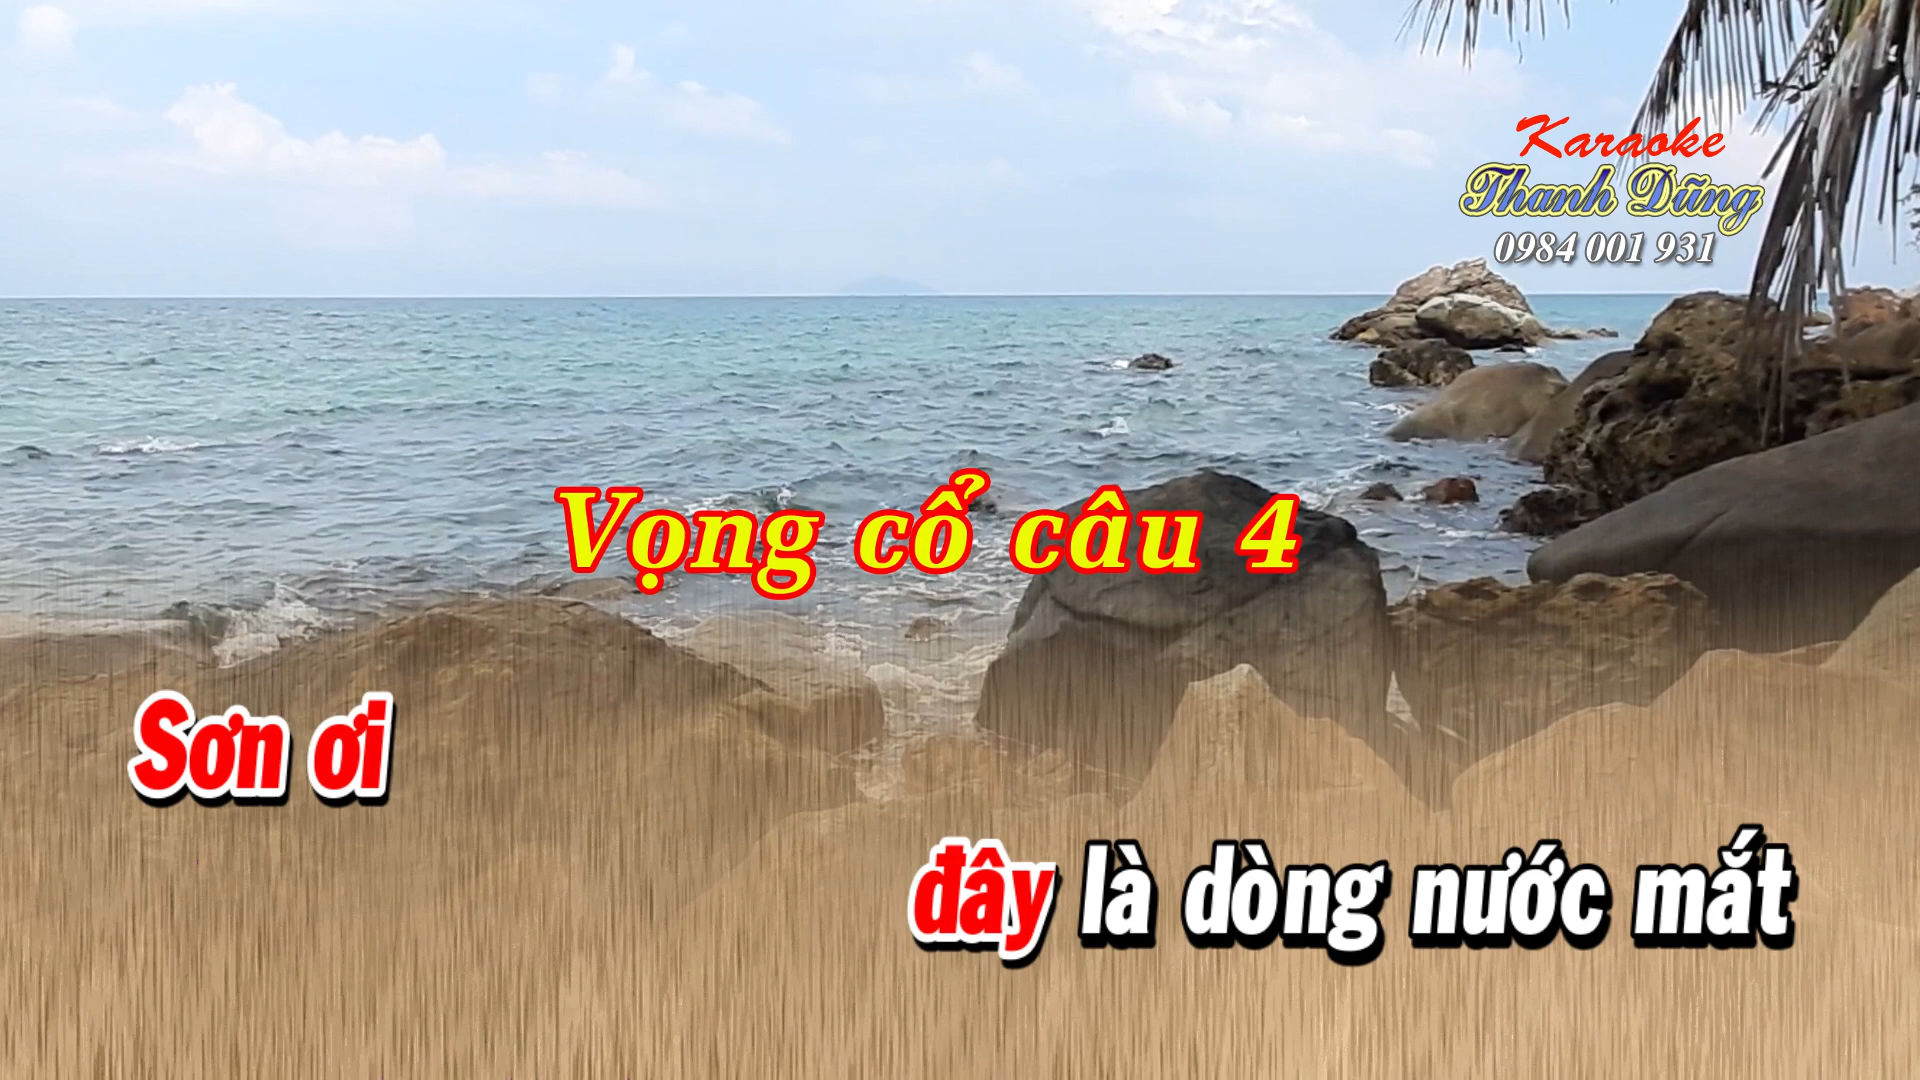 Karaoke
Thanh Dũng
0984 001 931
Vọng cổ câu 4
Sơn ơi
đây là dòng nước mắt